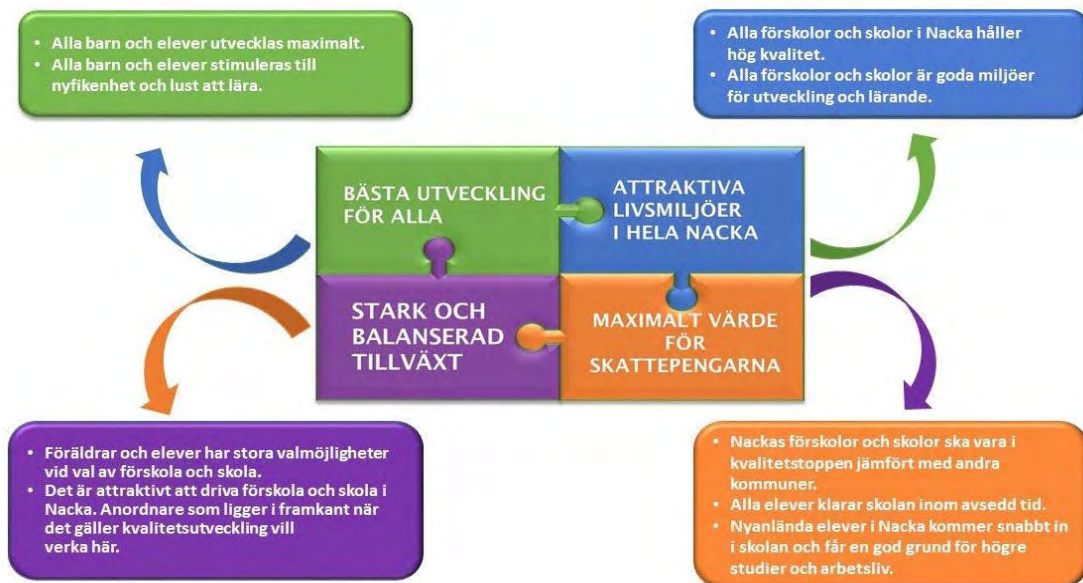 • Alla barn och elever utvecklas maximalt.
• Alla barn och elever stimuleras till
nyfikenhet och lust att lära.
• Alla förskolor och skolor i Nacka håller
hög kvalitet.
• Alla förskolor och skolor är goda miljöer
för utveckling och lärande.
BÄSTA UTVECKLING
FÖR ALLA
ATTRAKTIVA
LIVSMILJÖER
I HELA NACKA
STARK OCH
BALANSERAD
TILLVÄXT
MAXIMALT VÄRDE
FÖR
SKATTEPENGARNA
• Föräldrar och elever har stora valmöjligheter
vid val av förskola och skola.
• Det är attraktivt att driva förskola och skola i
Nacka. Anordnare som ligger i framkant när
det gäller kvalitetsutveckling vill
verka här.
• Nackas förskolor och skolor ska vara i
kvalitetstoppen jämfört med andra
kommuner.
• Alla elever klarar skolan inom avsedd tid.
• Nyanlända elever i Nacka kommer snabbt in
i skolan och får en god grund för högre
studier och arbetsliv.